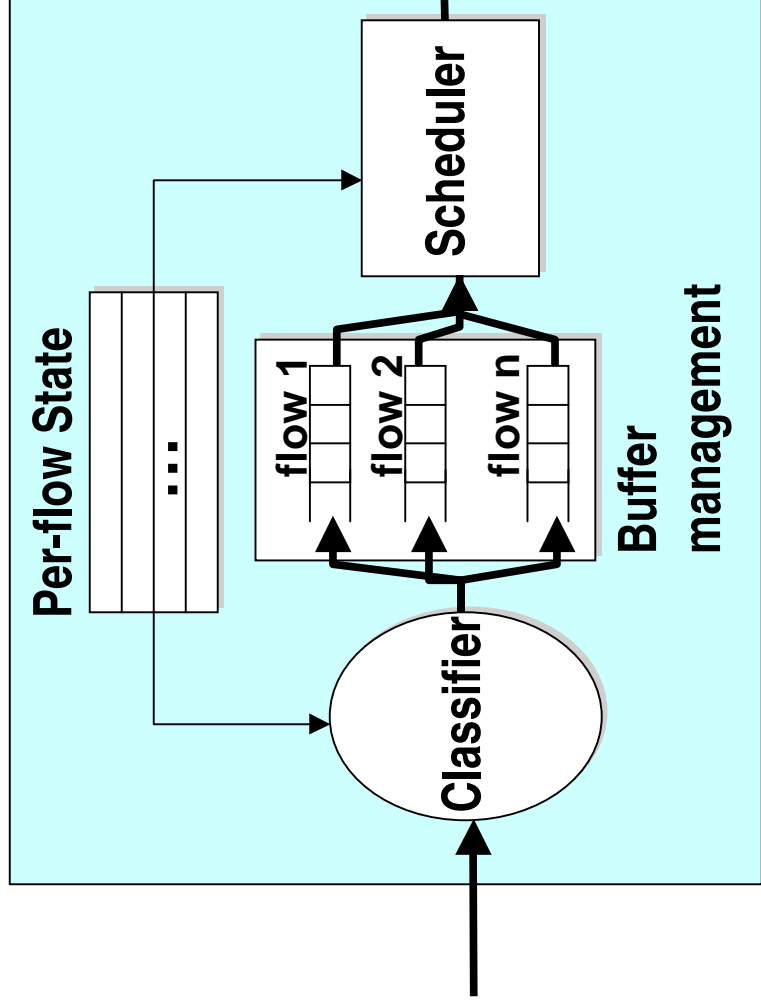 Per-flow State
...
Classifier
flow 1
flow 2
flow n
Scheduler
Buffer
management